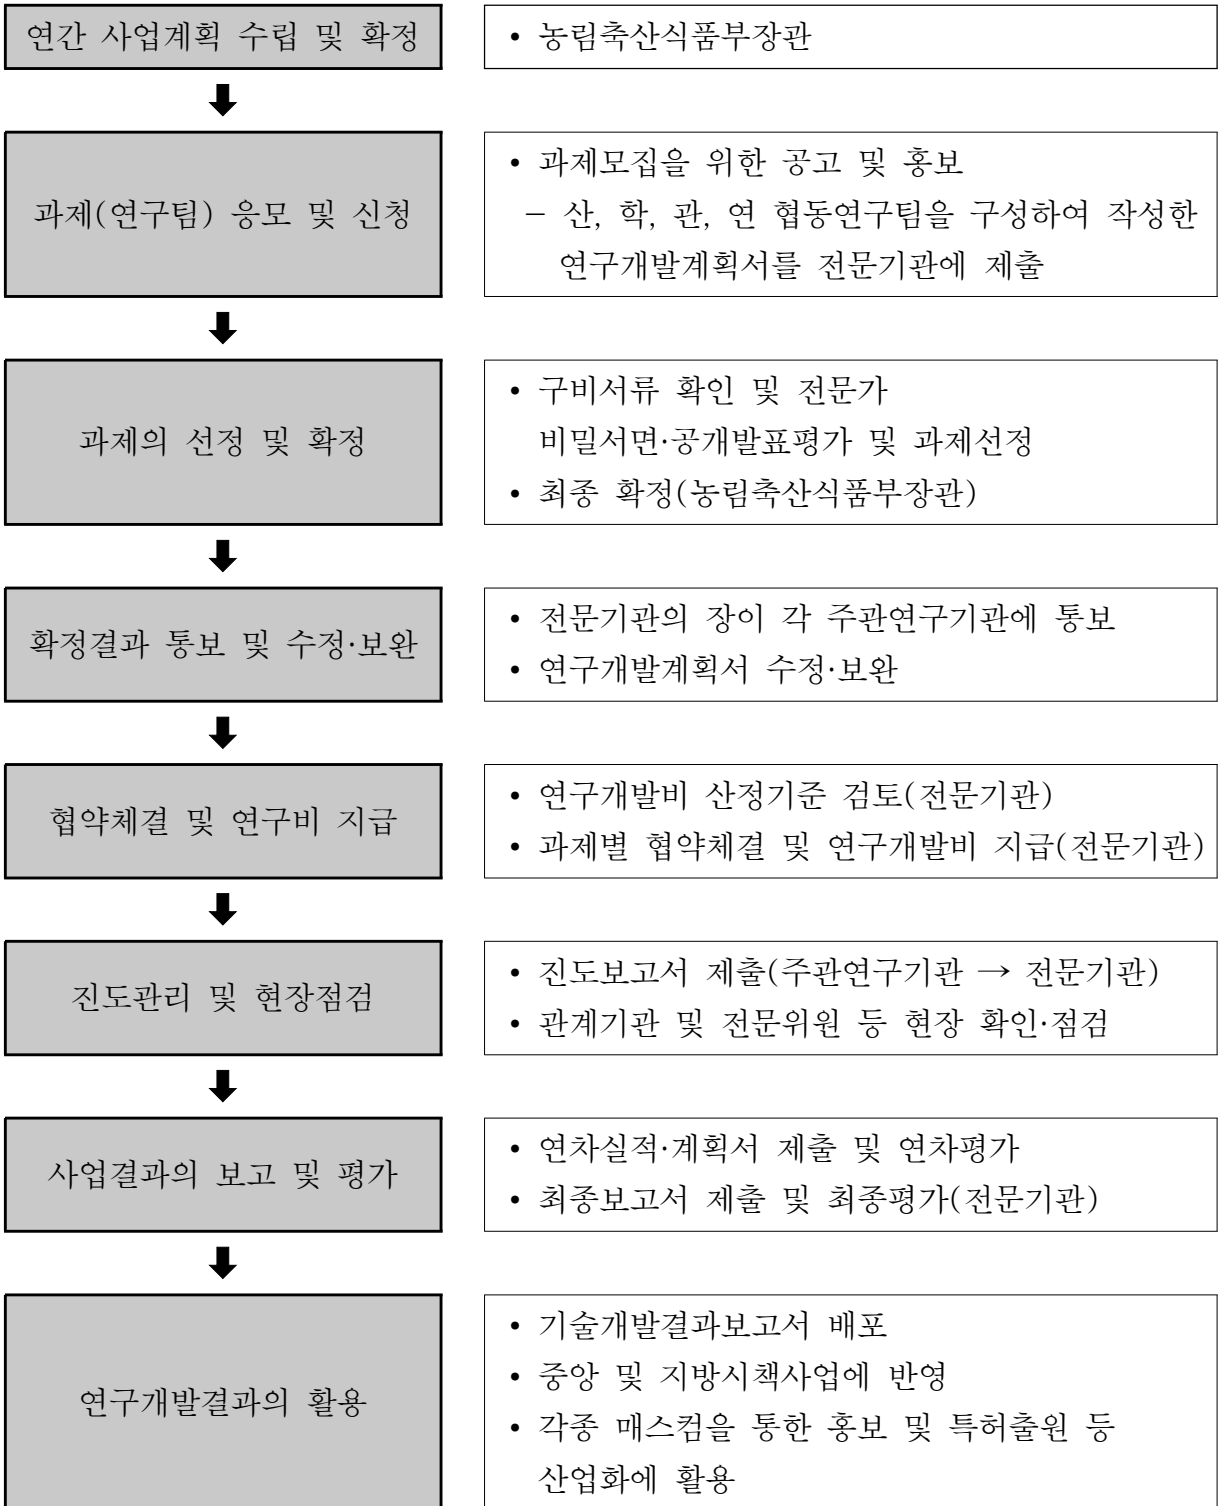 연간 사업계획 수립 및 확정
• 농림축산식품부장관
과제(연구팀) 응모 및 신청
• 과제모집을 위한 공고 및 홍보
- 산, 학, 관, 연 협동연구팀을 구성하여 작성한
연구개발계획서를 전문기관에 제출
과제의 선정 및 확정
• 구비서류 확인 및 전문가
비밀서면·공개발표평가 및 과제선정
• 최종 확정(농림축산식품부장관)
확정결과 통보 및 수정·보완
• 전문기관의 장이 각 주관연구기관에 통보
• 연구개발계획서 수정·보완
협약체결 및 연구비 지급
• 연구개발비 산정기준 검토(전문기관)
• 과제별 협약체결 및 연구개발비 지급(전문기관)
진도관리 및 현장점검
• 진도보고서 제출(주관연구기관 → 전문기관)
• 관계기관 및 전문위원 등 현장 확인·점검
사업결과의 보고 및 평가
• 연차실적·계획서 제출 및 연차평가
• 최종보고서 제출 및 최종평가(전문기관)
연구개발결과의 활용
• 기술개발결과보고서 배포
• 중앙 및 지방시책사업에 반영
• 각종 매스컴을 통한 홍보 및 특허출원 등
산업화에 활용